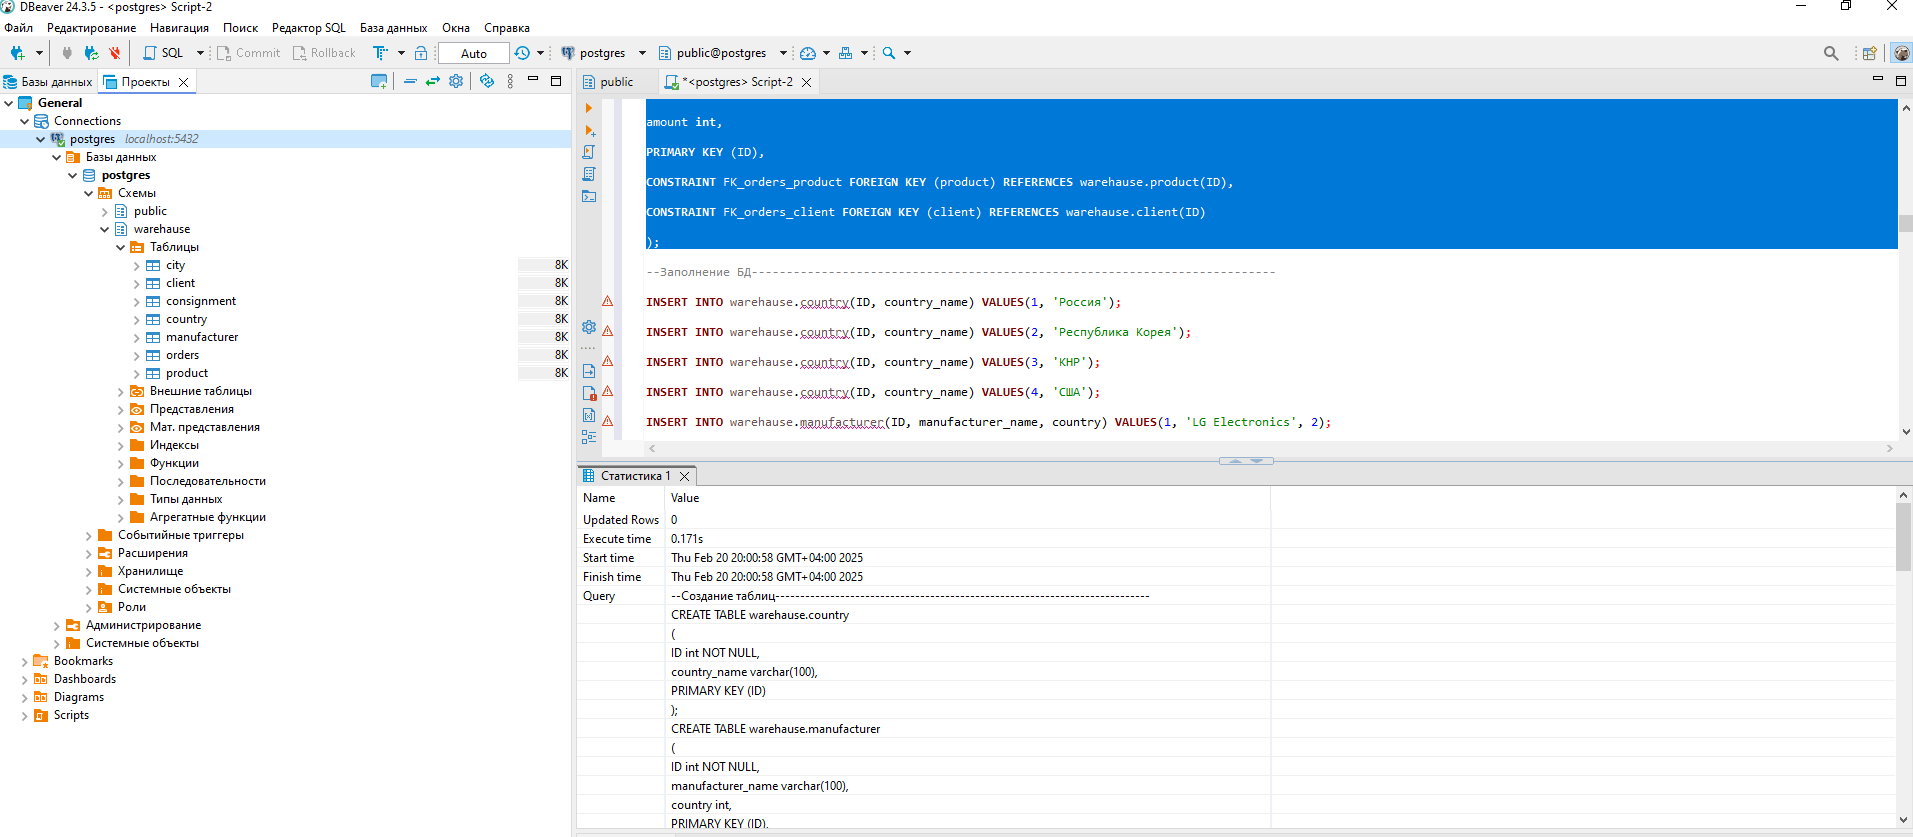 DBeaver 24.3.5 - <postgres> Script-2
Файл Редактирование Навигация Поиск Редактор SQL База данных Окна Справка
SQL Commit Rollback T Auto postgres public@postgres
Базы данных Проекты
General
Connections
postgres localhost:5432
Базы данных
postgres
Схемы
public
warehause
Таблицы
city 8K
client 8K
consignment 8K
country 8K
manufacturer 8K
orders 8K
product 8K
Внешние таблицы
Представления
Мат. представления
Индексы
Функции
Последовательности
Типы данных
Агрегатные функции
Событийные триггеры
Расширения
Хранилище
Системные объекты
Роли
Администрирование
Системные объекты
Bookmarks
Dashboards
Diagrams
Scripts
public *<postgres> Script-2
amount int,
PRIMARY KEY (ID),
CONSTRAINT FK_orders_product FOREIGN KEY (product) REFERENCES warehause.product(ID),
CONSTRAINT FK_orders_client FOREIGN KEY (client) REFERENCES warehause.client(ID)
);
--Заполнение БД---------------------------------------------------------------------------
INSERT INTO warehause.country(ID, country_name) VALUES(1, 'Россия');
INSERT INTO warehause.country(ID, country_name) VALUES(2, 'Республика Корея');
INSERT INTO warehause.country(ID, country_name) VALUES(3, 'КНР');
INSERT INTO warehause.country(ID, country_name) VALUES(4, 'США');
INSERT INTO warehause.manufacturer(ID, manufacturer_name, country) VALUES(1, 'LG Electronics', 2);
Статистика 1
Name Value
Updated Rows 0
Execute time 0.171s
Start time Thu Feb 20 20:00:58 GMT+04:00 2025
Finish time Thu Feb 20 20:00:58 GMT+04:00 2025
Query --Создание таблиц---------------------------------------------------------------------------
CREATE TABLE warehause.country
(
ID int NOT NULL,
country_name varchar(100),
PRIMARY KEY (ID)
);
CREATE TABLE warehause.manufacturer
(
ID int NOT NULL,
manufacturer_name varchar(100),
country int,
PRIMARY KEY (ID),